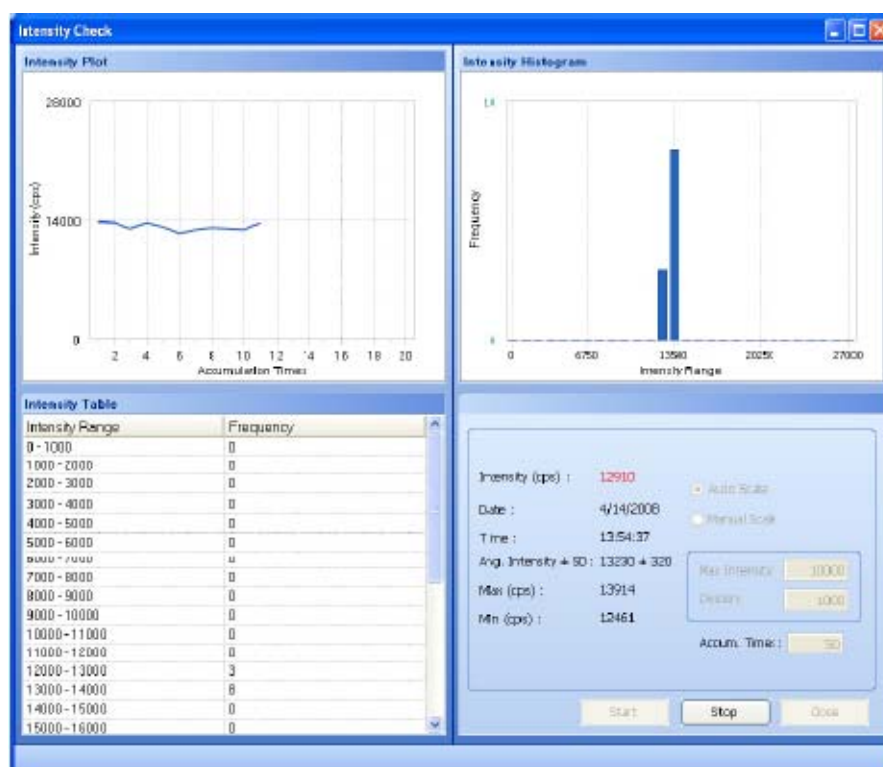 Intensity Check
Intensity Plot
28000
14000
0
Intensity (cps)
2 4 6 8 10 12 14 16 18 20
Accumulation Times
Intensity Histogram
Frequency
0 6750 13500 20250 27000
Intensity Range
Intensity Table
Intensity Range Frequency
0 - 1000 0
1000 - 2000 0
2000 - 3000 0
3000 - 4000 0
4000 - 5000 0
5000 - 6000 0
6000 - 7000 0
7000 - 8000 0
8000 - 9000 0
9000 - 10000 0
10000 - 11000 0
11000 - 12000 0
12000 - 13000 3
13000 - 14000 8
14000 - 15000 0
15000 - 16000 0
Intensity (cps) : 12910
Date : 4/14/2008
Time : 13:54:37
Avg. Intensity ± SD : 13230 ± 320
Max (cps) : 13914
Min (cps) : 12461
Auto Scale
Manual Scale
Max Intensity 10000
1000
Accum. Times : 50
Start Stop Close